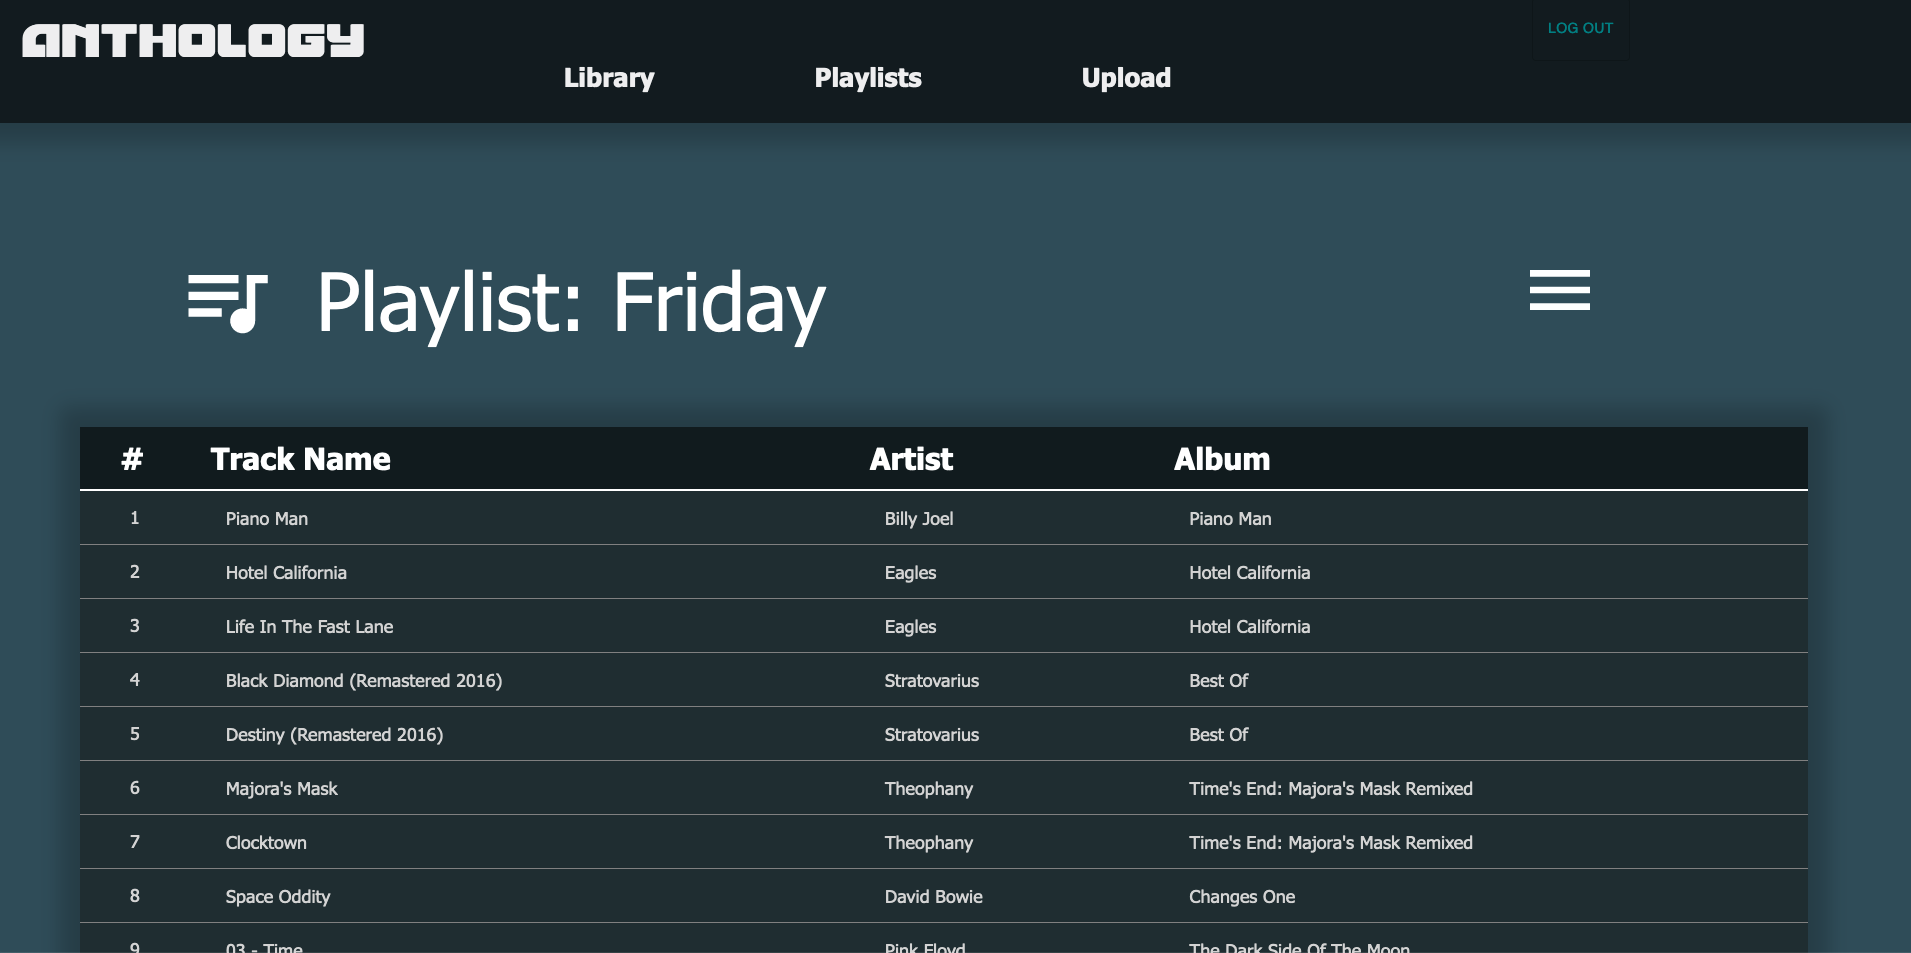 ANTHOLOGY
LOG OUT
Library Playlists Upload
Playlist: Friday
# Track Name Artist Album
1 Piano Man Billy Joel Piano Man
2 Hotel California Eagles Hotel California
3 Life In The Fast Lane Eagles Hotel California
4 Black Diamond (Remastered 2016) Stratovarius Best Of
5 Destiny (Remastered 2016) Stratovarius Best Of
6 Majora's Mask Theophany Time's End: Majora's Mask Remixed
7 Clocktown Theophany Time's End: Majora's Mask Remixed
8 Space Oddity David Bowie Changes One
9 03 - Time Pink Floyd The Dark Side Of The Moon